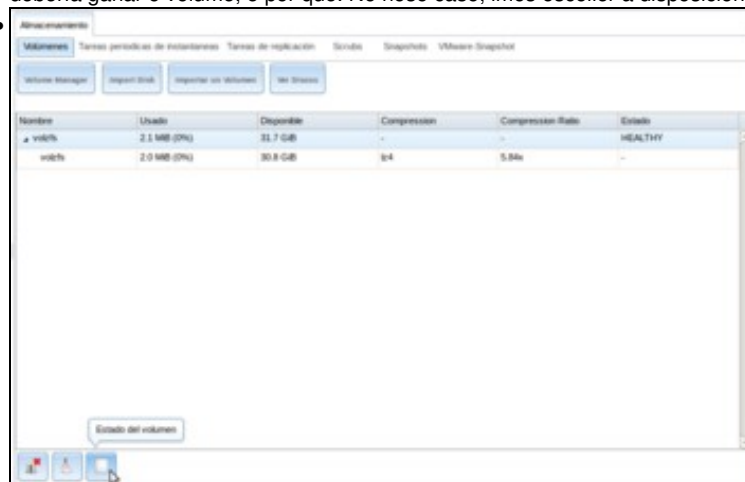 debería gañar o volume, e por que. No noso caso, imos escoller a disposición
Almacenamiento
Volúmenes Tareas periodicas de instantaneas Tareas de replicación Scrubs Snapshots VMware-Snapshot
Volume Manager Import Disk Importar un Volumen Ver Discos
Nombre Usado Disponible Compression Compression Ratio Estado
volzfs 2.1 MiB (0%) 31.7 GiB - - HEALTHY
volzfs 2.0 MiB (0%) 30.8 GiB lz4 5.84x -
Estado del volumen